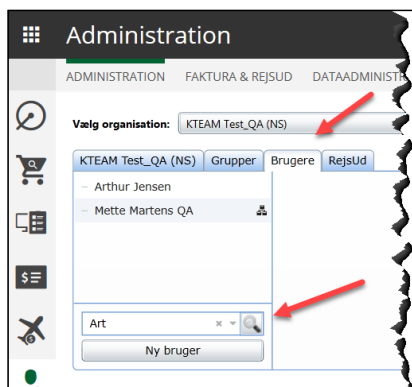 Administration
ADMINISTRATION FAKTURA & REJSUD DATAADMINISTR
Vælg organisation: KTEAM Test_QA (NS)
KTEAM Test_QA (NS) Grupper Brugere RejsUd
Arthur Jensen
Mette Martens QA
Art
Ny bruger